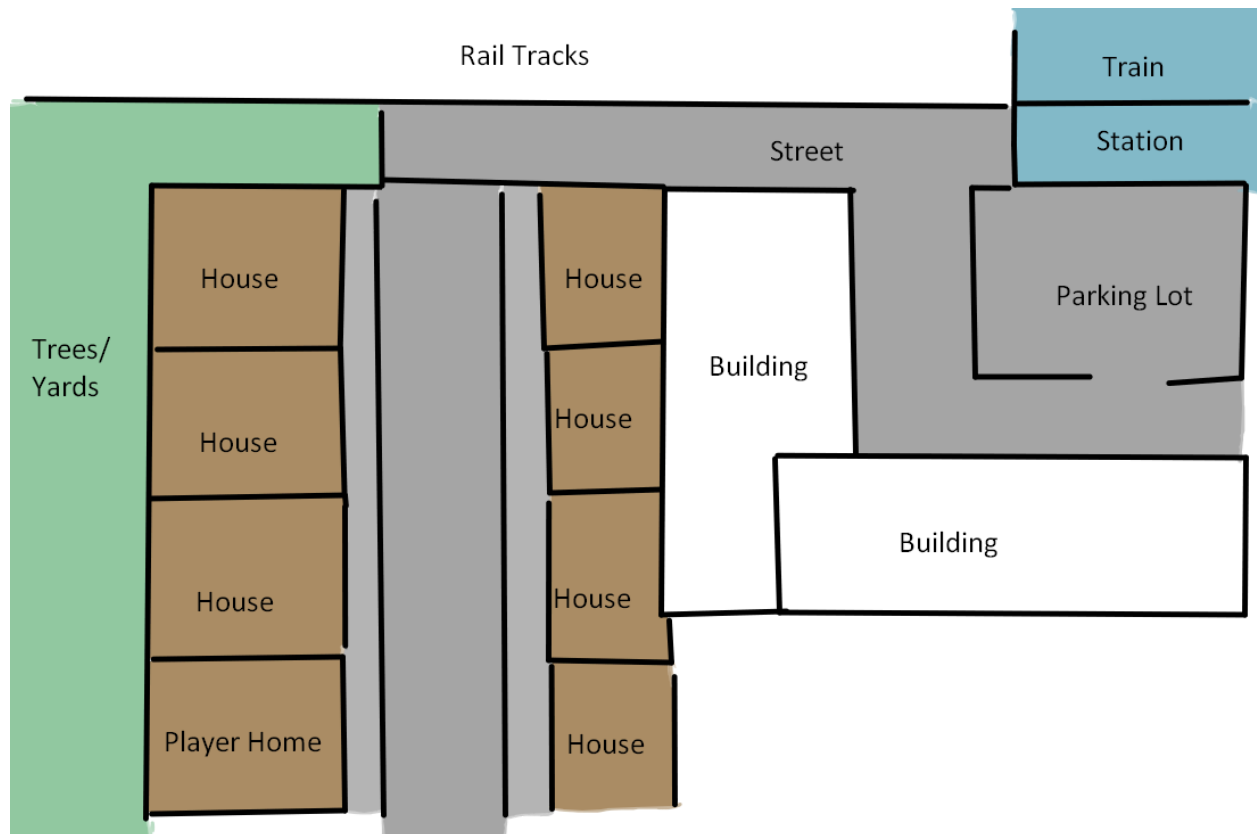 Rail Tracks
Train
Station
Street
House
House
Parking Lot
Trees/
Yards
Building
House
House
Building
House
House
Player Home
House